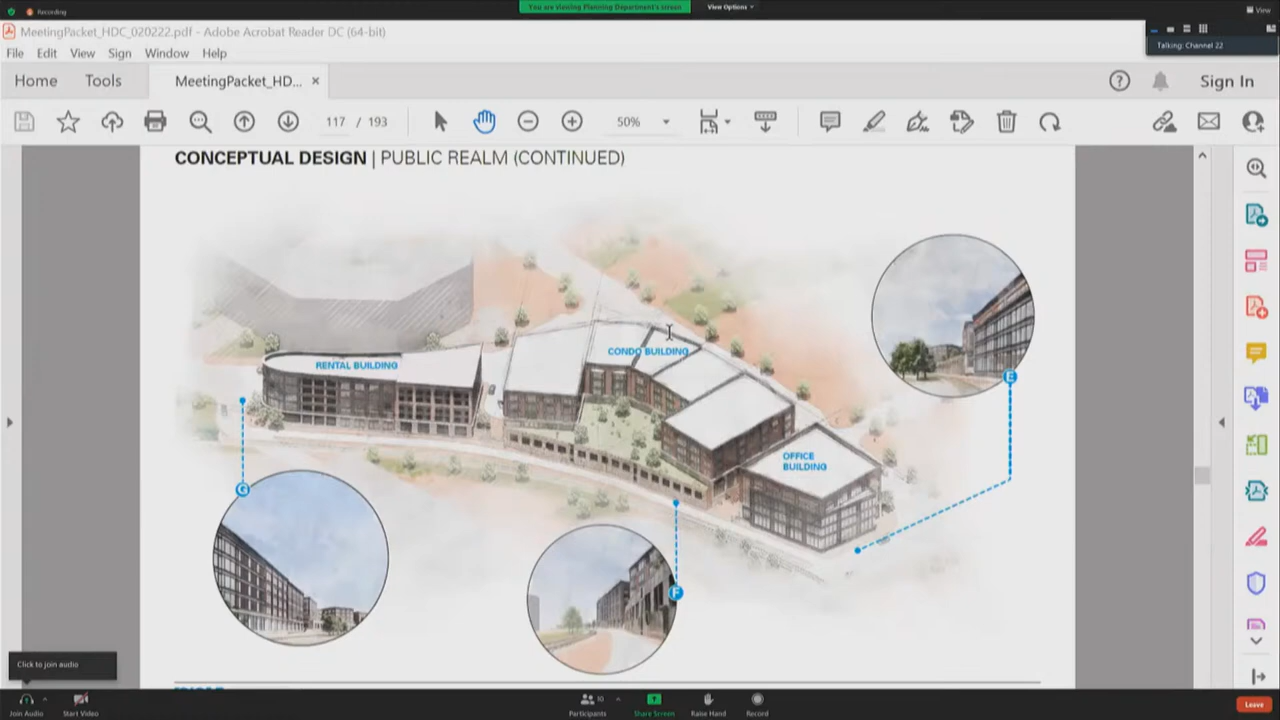 Recording
You are viewing Planning Department's screen
View Options
View
MeetingPacket_HDC_020222.pdf - Adobe Acrobat Reader DC (64-bit)
Talking: Channel 22
File Edit View Sign Window Help
Home Tools MeetingPacket_HD... × Sign In
117 / 193 50%
CONCEPTUAL DESIGN | PUBLIC REALM (CONTINUED)
RENTAL BUILDING
CONDO BUILDING
E
OFFICE
BUILDING
G
F
Click to join audio
Join Audio Start Video Participants 10 Share Screen Raise Hand Record Leave